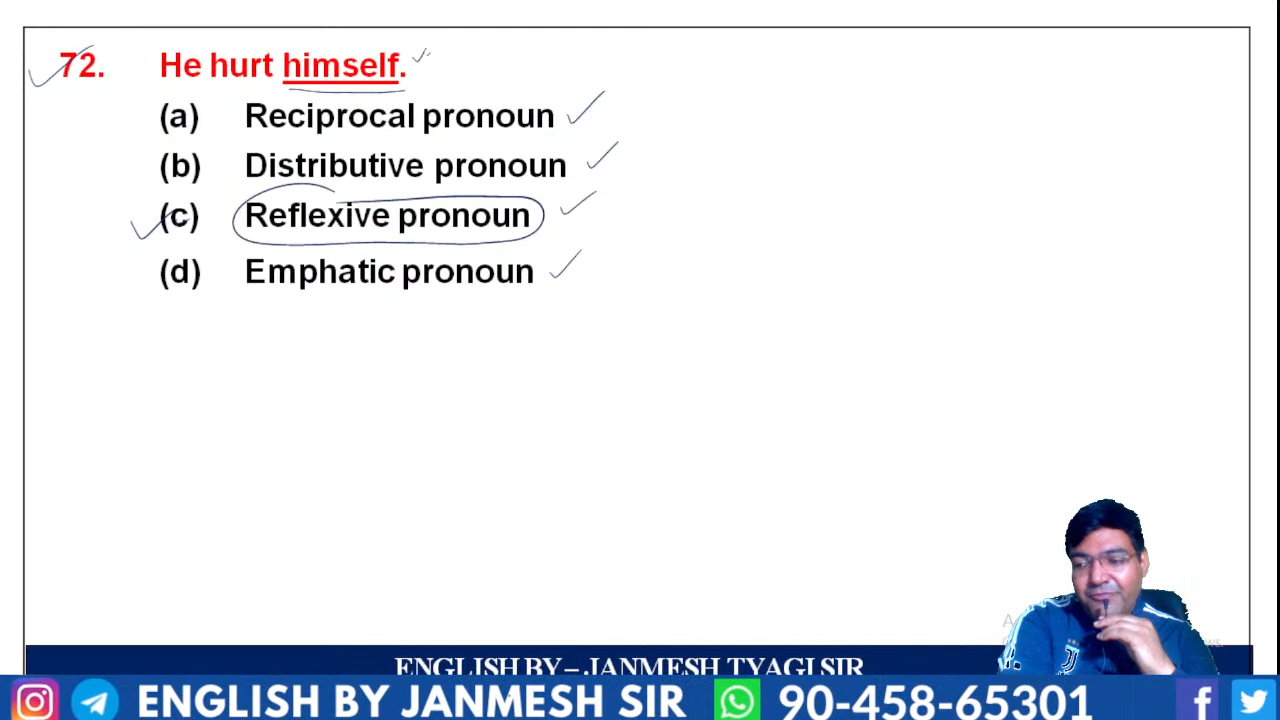 72. He hurt himself.
(a) Reciprocal pronoun
(b) Distributive pronoun
(c) Reflexive pronoun
(d) Emphatic pronoun
ENGLISH BY – JANMESH TYAGI SIR
ENGLISH BY JANMESH SIR 90-458-65301